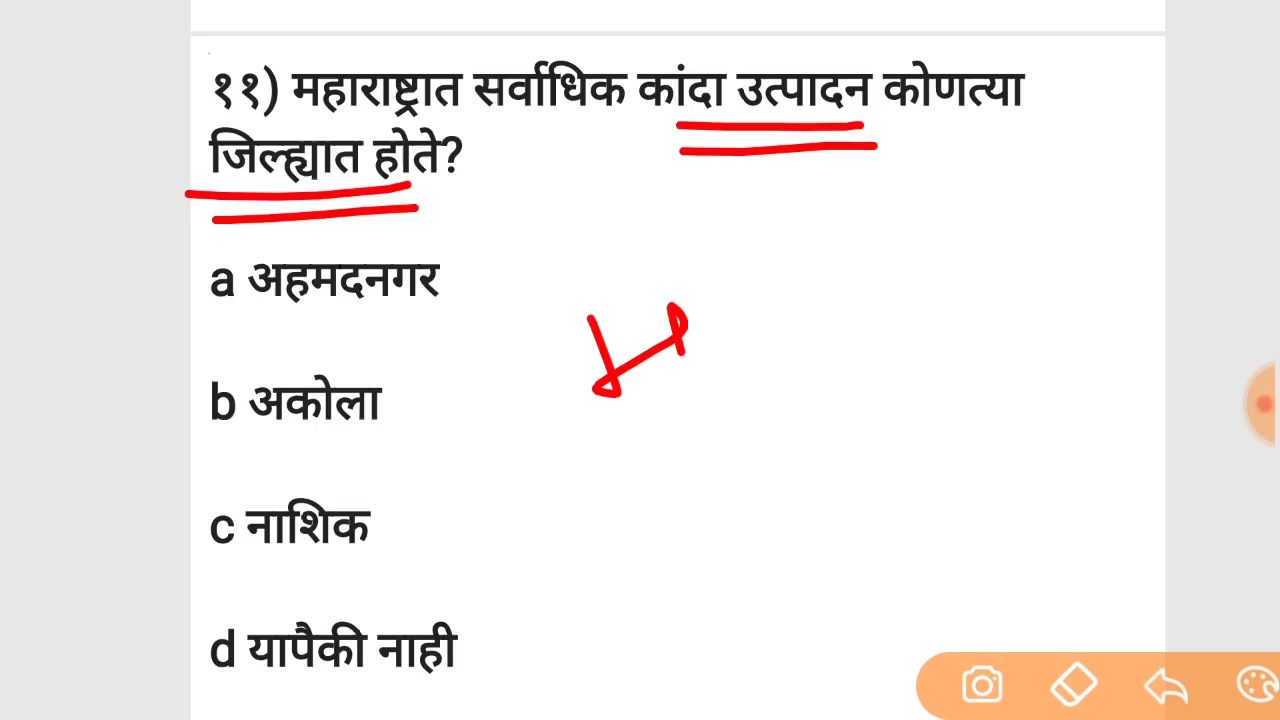 ११) महाराष्ट्रात सर्वाधिक कांदा उत्पादन कोणत्या
जिल्ह्यात होते?
a अहमदनगर
b अकोला
c नाशिक
d यापैकी नाही